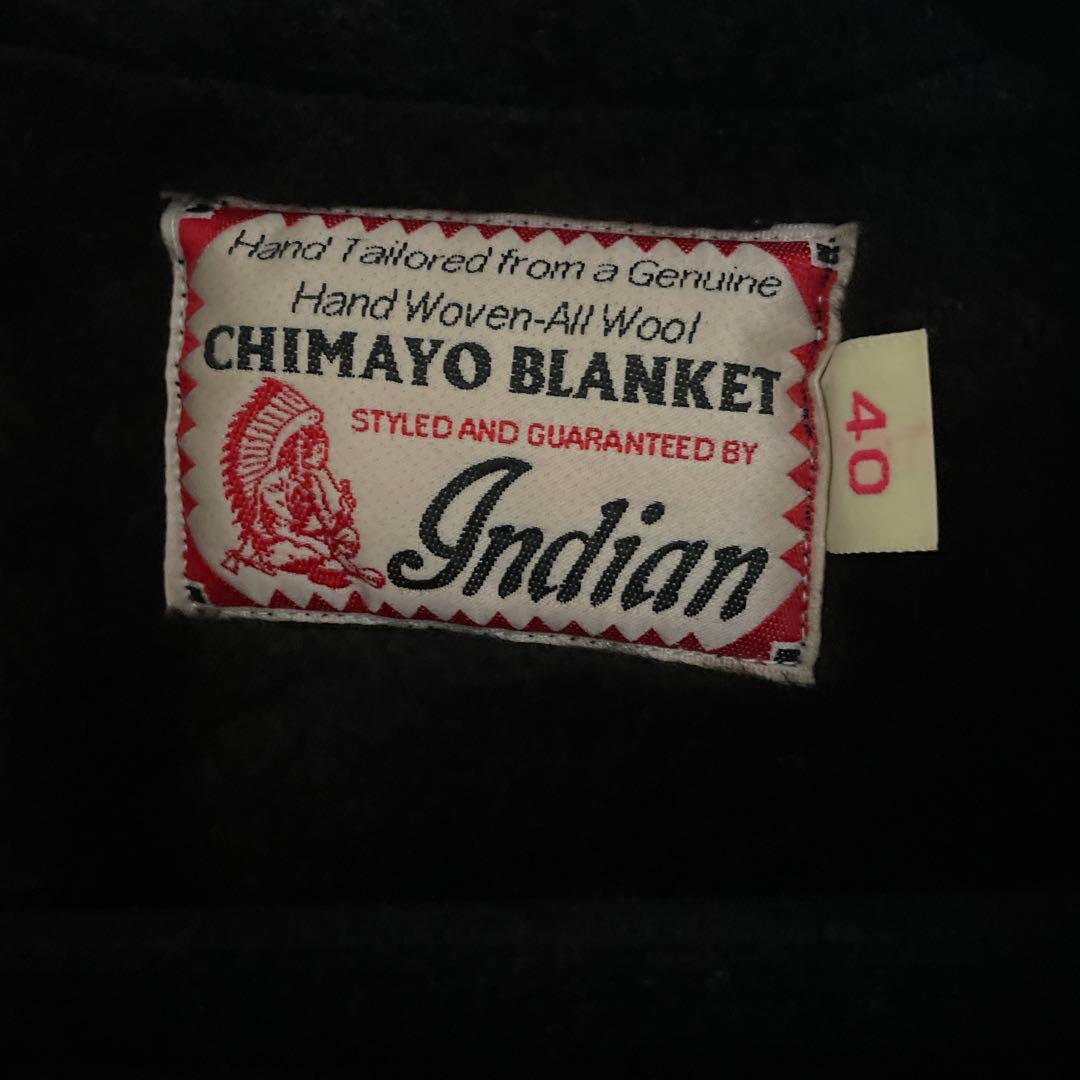 Hand Tailored from a Genuine
Hand Woven-All Wool
CHIMAYO BLANKET
STYLED AND GUARANTEED BY
Indian
40